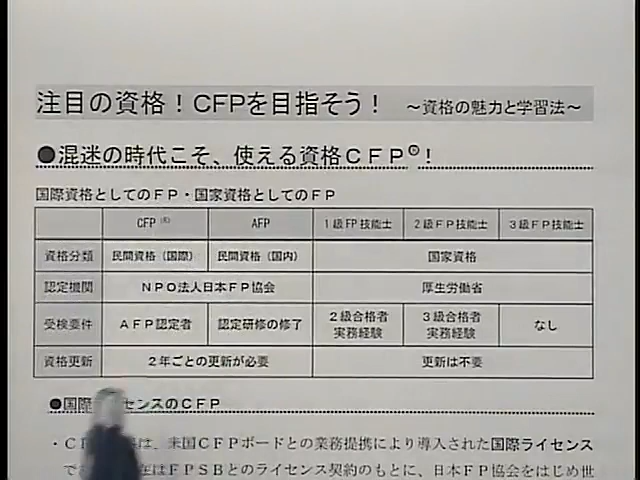 注目の資格！CFPを目指そう！ ～資格の魅力と学習法～
●混迷の時代こそ、使える資格ＣＦＰ®！
国際資格としてのＦＰ・国家資格としてのＦＰ
CFP (R) AFP １級FP技能士 ２級ＦＰ技能士 ３級ＦＰ技能士
資格分類 民間資格（国際） 民間資格（国内） 国家資格
認定機関 ＮＰＯ法人日本ＦＰ協会 厚生労働省
受検要件 ＡＦＰ認定者 認定研修の修了 ２級合格者 実務経験 ３級合格者 実務経験 なし
資格更新 ２年ごとの更新が必要 更新は不要
●国際 センスのＣＦＰ
・Ｃ は、米国ＣＦＰボードとの業務提携により導入された国際ライセンス
で 在はＦＰＳＢとのライセンス契約のもとに、日本ＦＰ協会をはじめ世